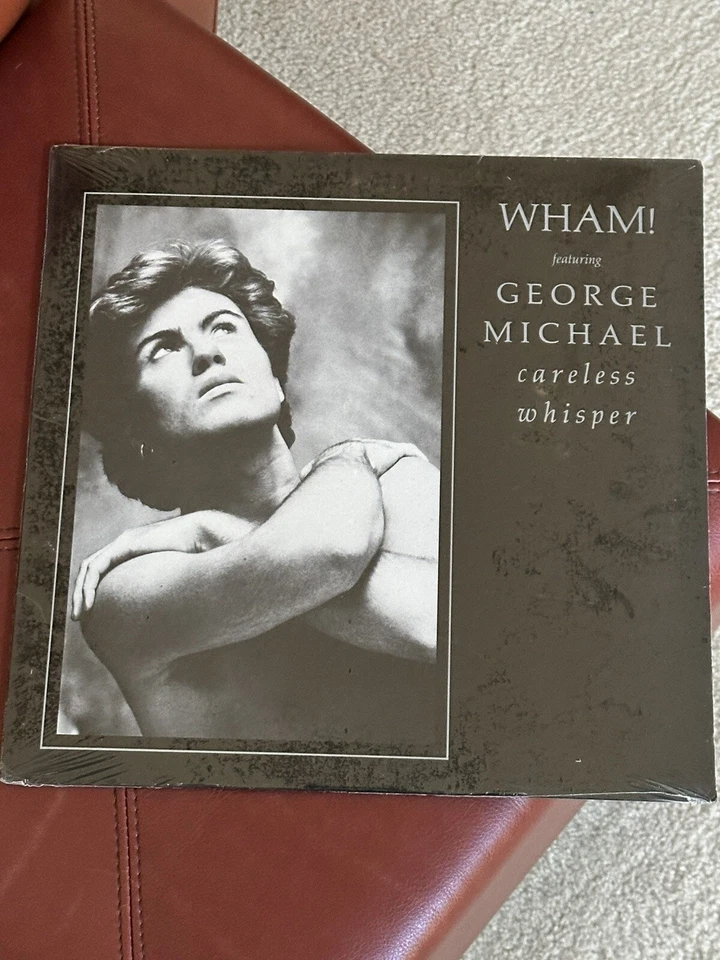 WHAM!
featuring
GEORGE
MICHAEL
careless
whisper